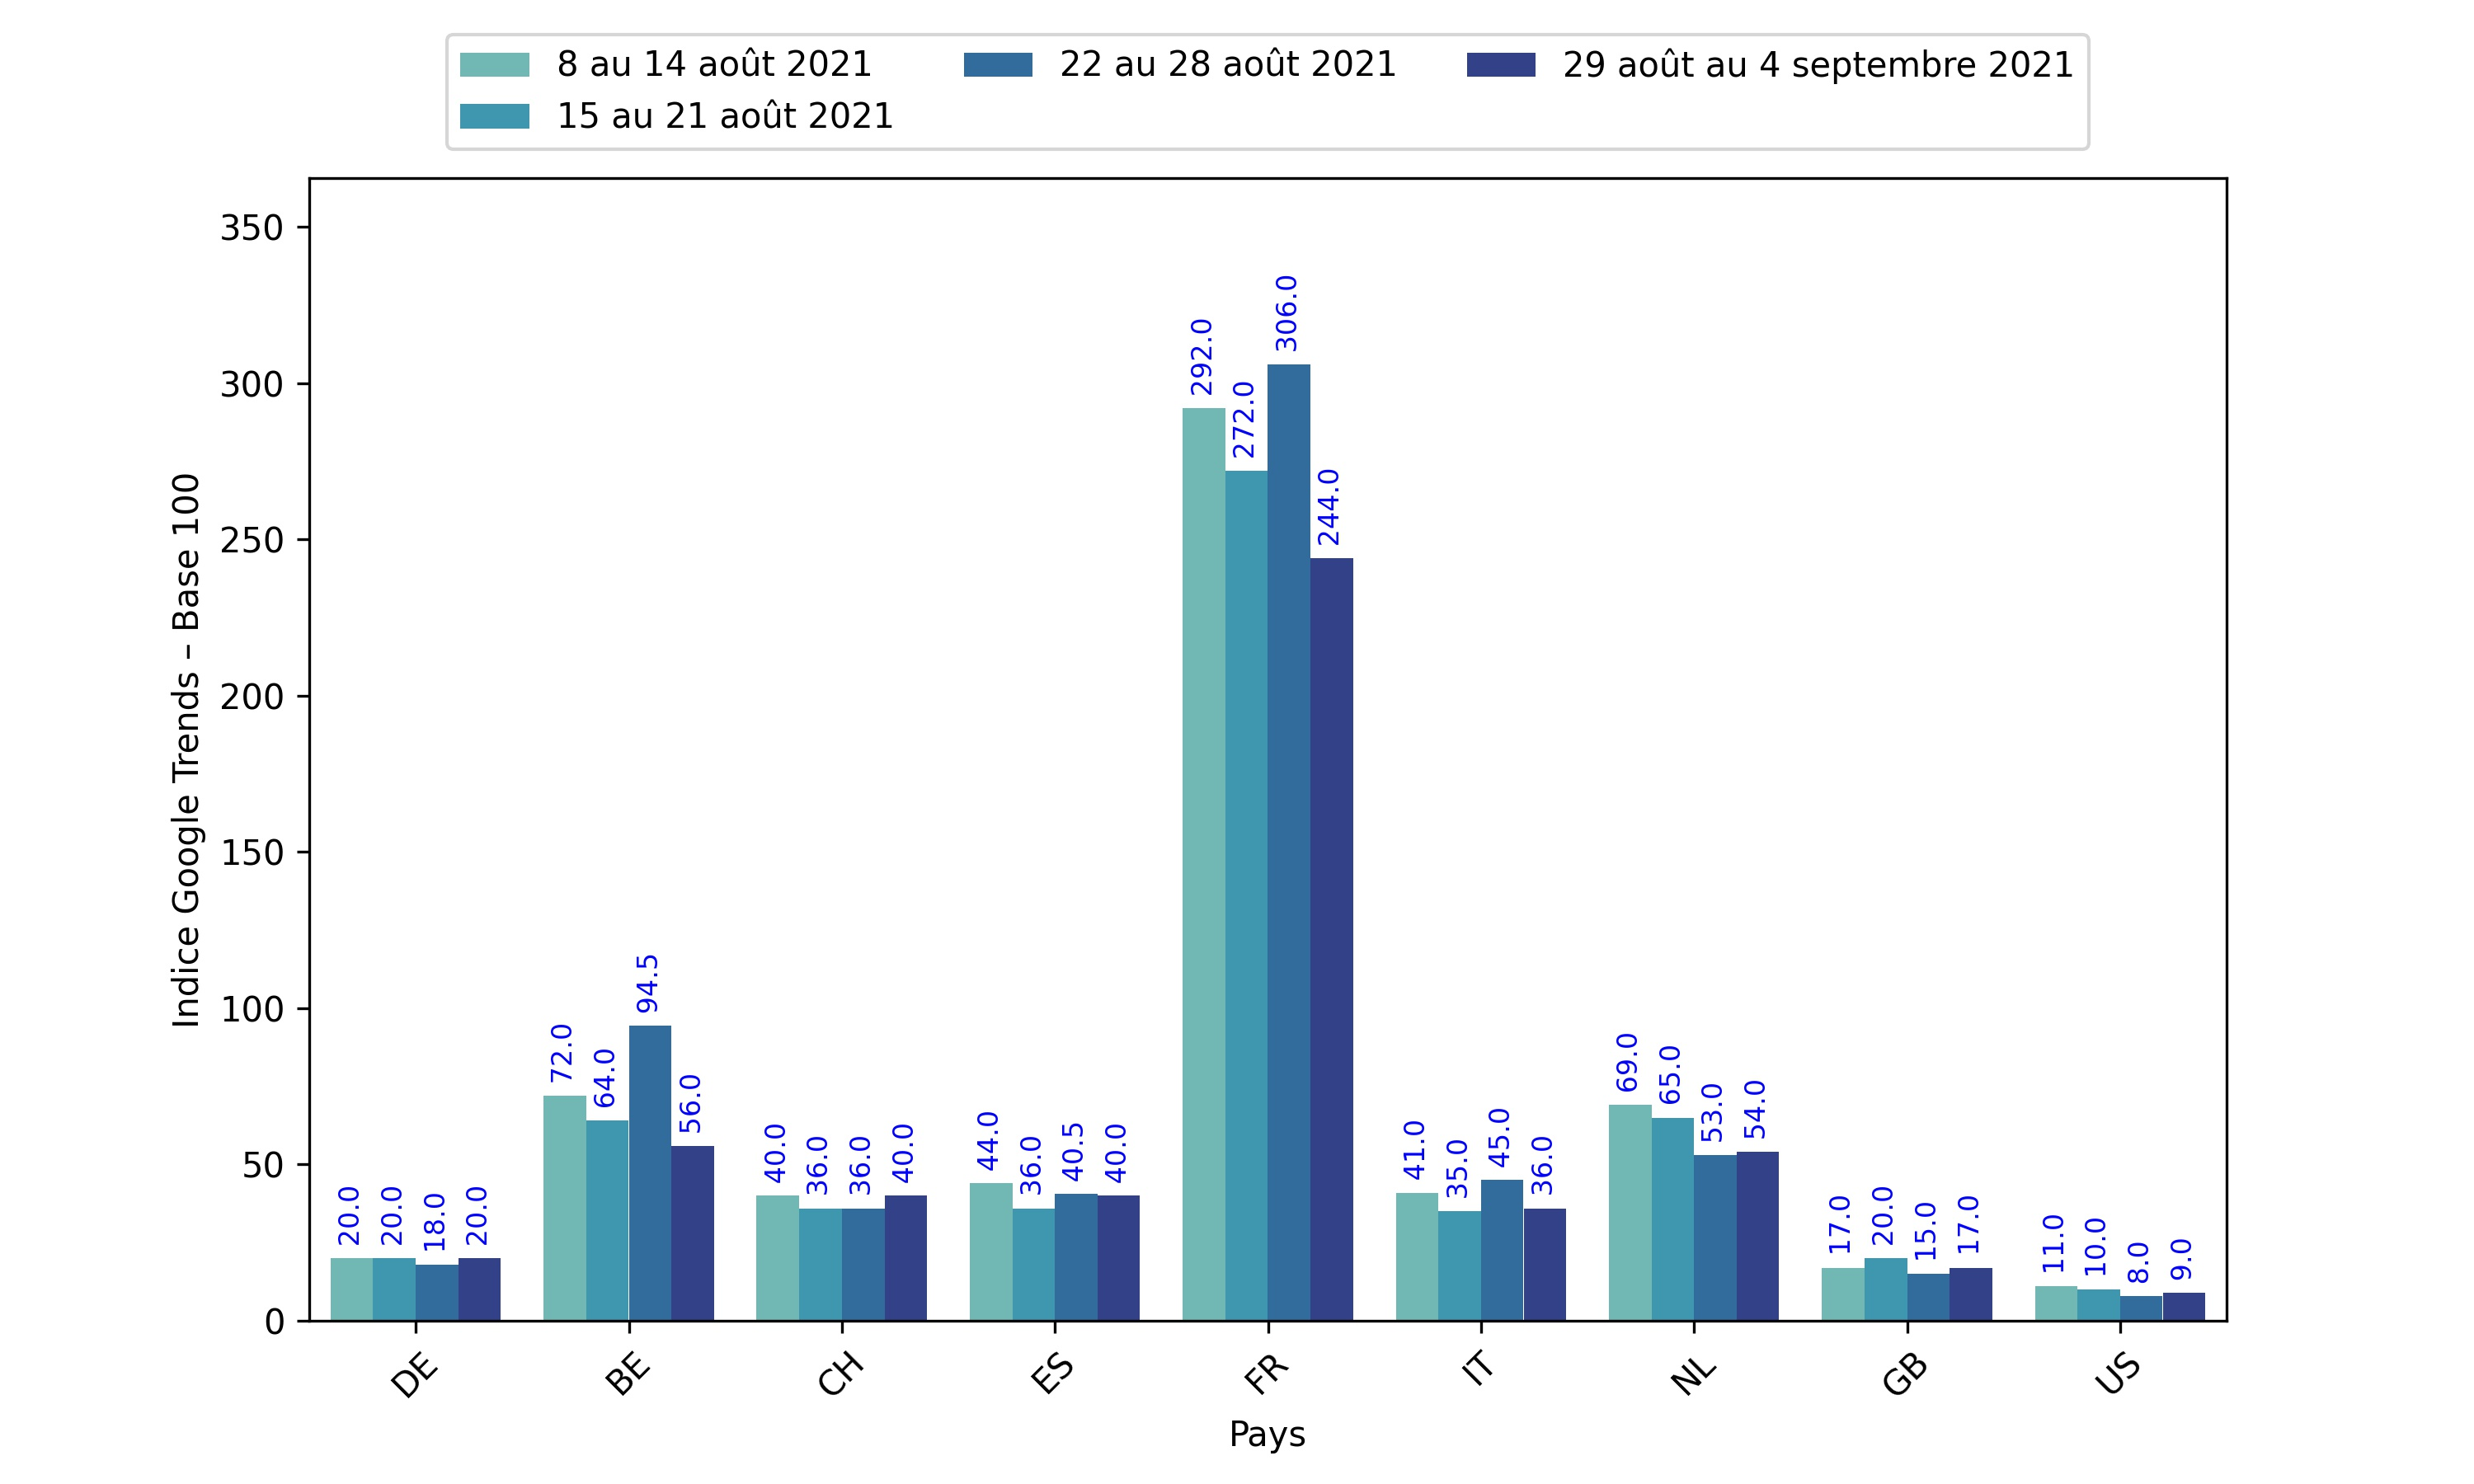 8 au 14 août 2021
15 au 21 août 2021
22 au 28 août 2021
29 août au 4 septembre 2021
Indice Google Trends – Base 100
350
300
250
200
150
100
50
0
20.0 20.0 18.0 20.0
72.0 64.0 94.5 56.0
40.0 36.0 36.0 40.0
44.0 36.0 40.5 40.0
292.0 272.0 306.0 244.0
41.0 35.0 45.0 36.0
69.0 65.0 53.0 54.0
17.0 20.0 15.0 17.0
11.0 10.0 8.0 9.0
DE BE CH ES FR IT NL GB US
Pays